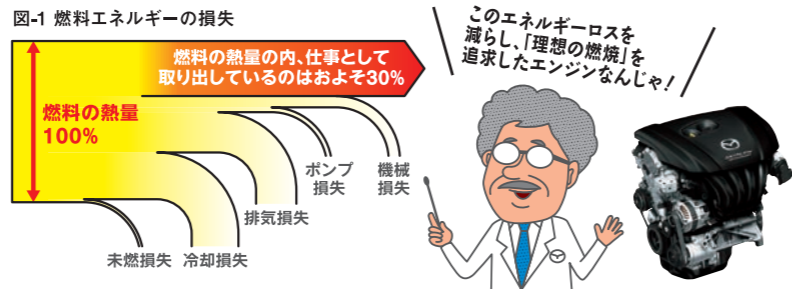 図-1 燃料エネルギーの損失
燃料の熱量の内、仕事として
取り出しているのはおよそ30%
燃料の熱量
100%
ポンプ
損失
機械
損失
排気損失
未燃損失
冷却損失
このエネルギーロスを
減らし、「理想の燃焼」を
追求したエンジンなんじゃ!